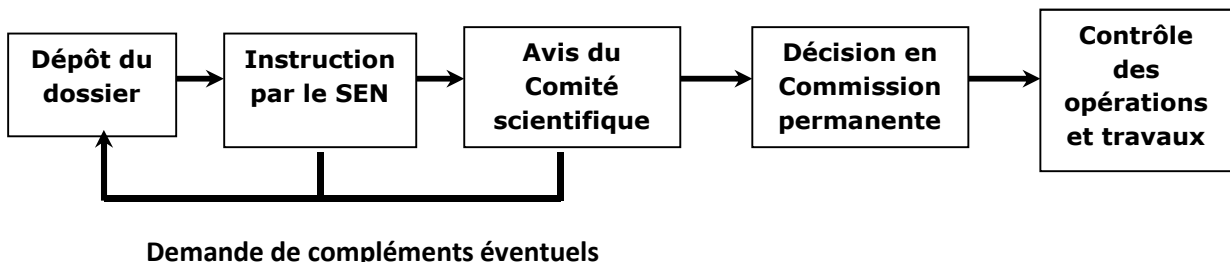 Dépôt du
dossier
Instruction
par le SEN
Avis du
Comité
scientifique
Décision en
Commission
permanente
Contrôle
des
opérations
et travaux
Demande de compléments éventuels